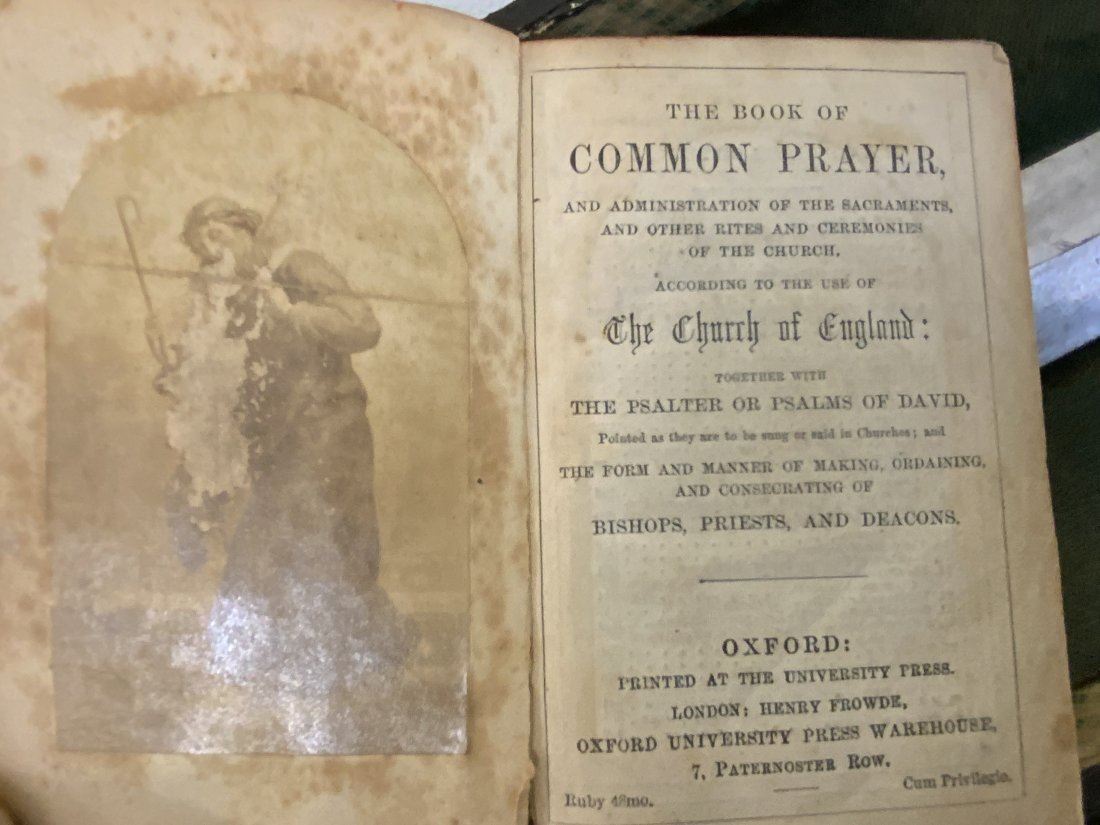 THE BOOK OF
COMMON PRAYER,
AND ADMINISTRATION OF THE SACRAMENTS,
AND OTHER RITES AND CEREMONIES
OF THE CHURCH,
ACCORDING TO THE USE OF
The Church of England:
TOGETHER WITH
THE PSALTER OR PSALMS OF DAVID,
Pointed as they are to be sung or said in Churches; and
THE FORM AND MANNER OF MAKING, ORDAINING,
AND CONSECRATING OF
BISHOPS, PRIESTS, AND DEACONS.
OXFORD:
PRINTED AT THE UNIVERSITY PRESS.
LONDON: HENRY FROWDE,
OXFORD UNIVERSITY PRESS WAREHOUSE,
7, PATERNOSTER ROW.
Cum Privilegio.
Ruby 48mo.